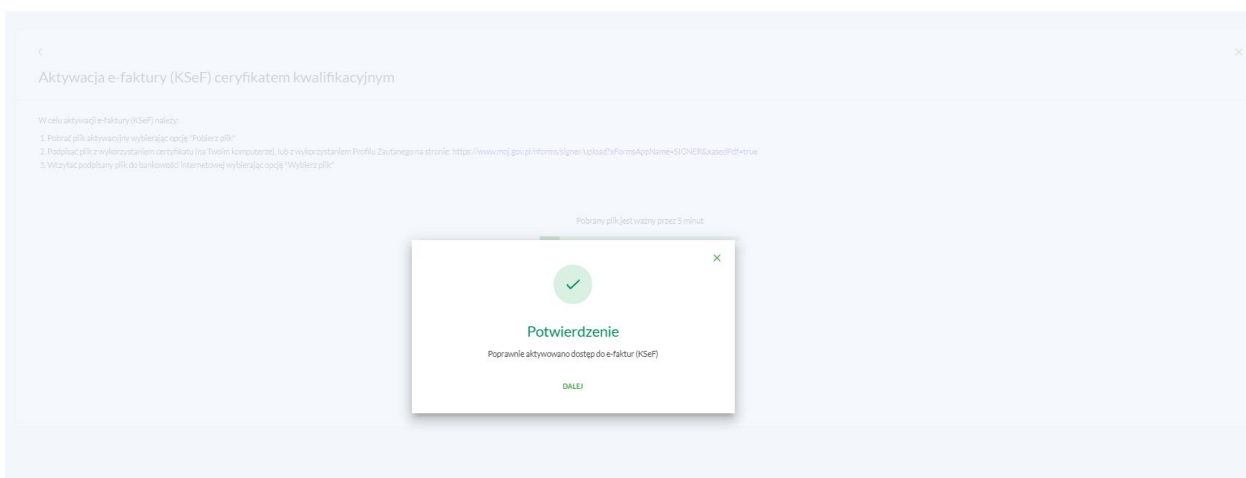 Aktywacja e-faktury (KSeF) ceryfikatem kwalifikacyjnym
W celu aktywacji e-faktury (KSeF) należy:
1. Pobrać plik aktywacyjny wybierając opcję "Pobierz plik"
2. Podpisać plik z wykorzystaniem certyfikatu (na Twoim komputerze), lub z wykorzystaniem Profilu Zaufanego na stronie: https://www.moj.gov.pl/nforms/signer/upload?xFormsAppName=SIGNER&xadesPdf=true
3. Wczytać podpisany plik do bankowości internetowej wybierając opcję "Wybierz plik"
Pobrany plik jest ważny przez 5 minut
Potwierdzenie
Poprawnie aktywowano dostęp do e-faktur (KSeF)
DALEJ